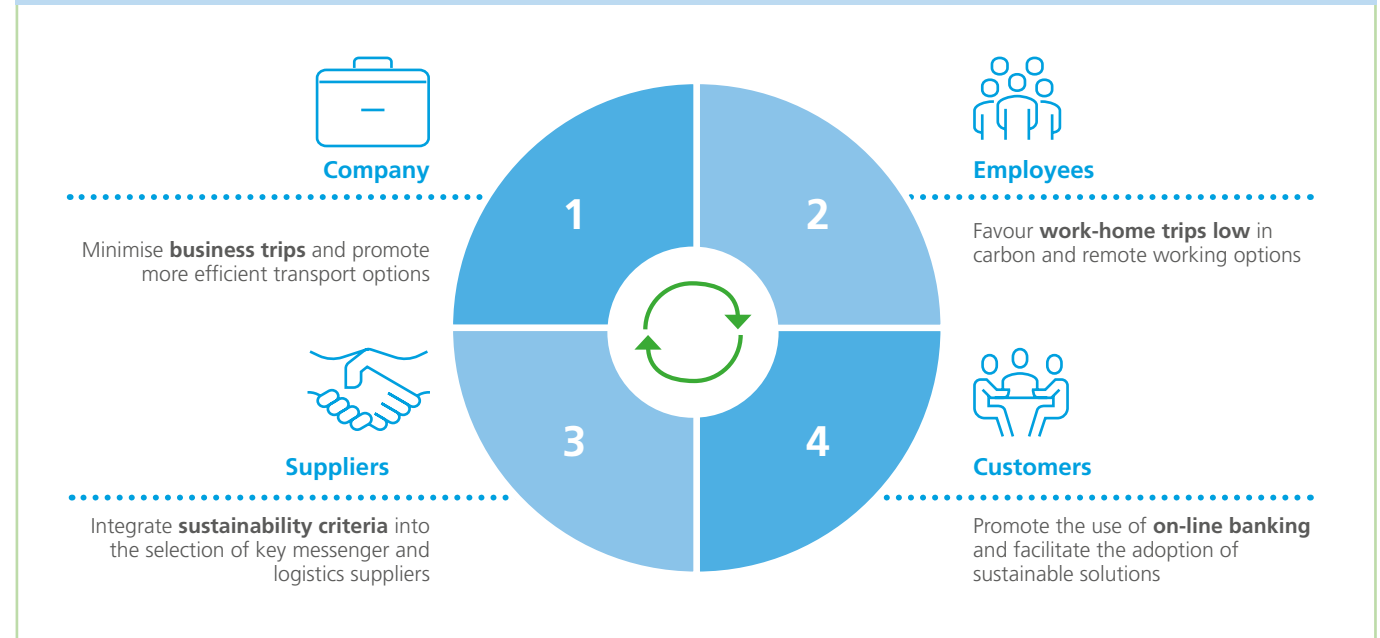 Company
1
Minimise business trips and promote
more efficient transport options
2
Employees
Favour work-home trips low in
carbon and remote working options
Suppliers
3
Integrate sustainability criteria into
the selection of key messenger and
logistics suppliers
4
Customers
Promote the use of on-line banking
and facilitate the adoption of
sustainable solutions